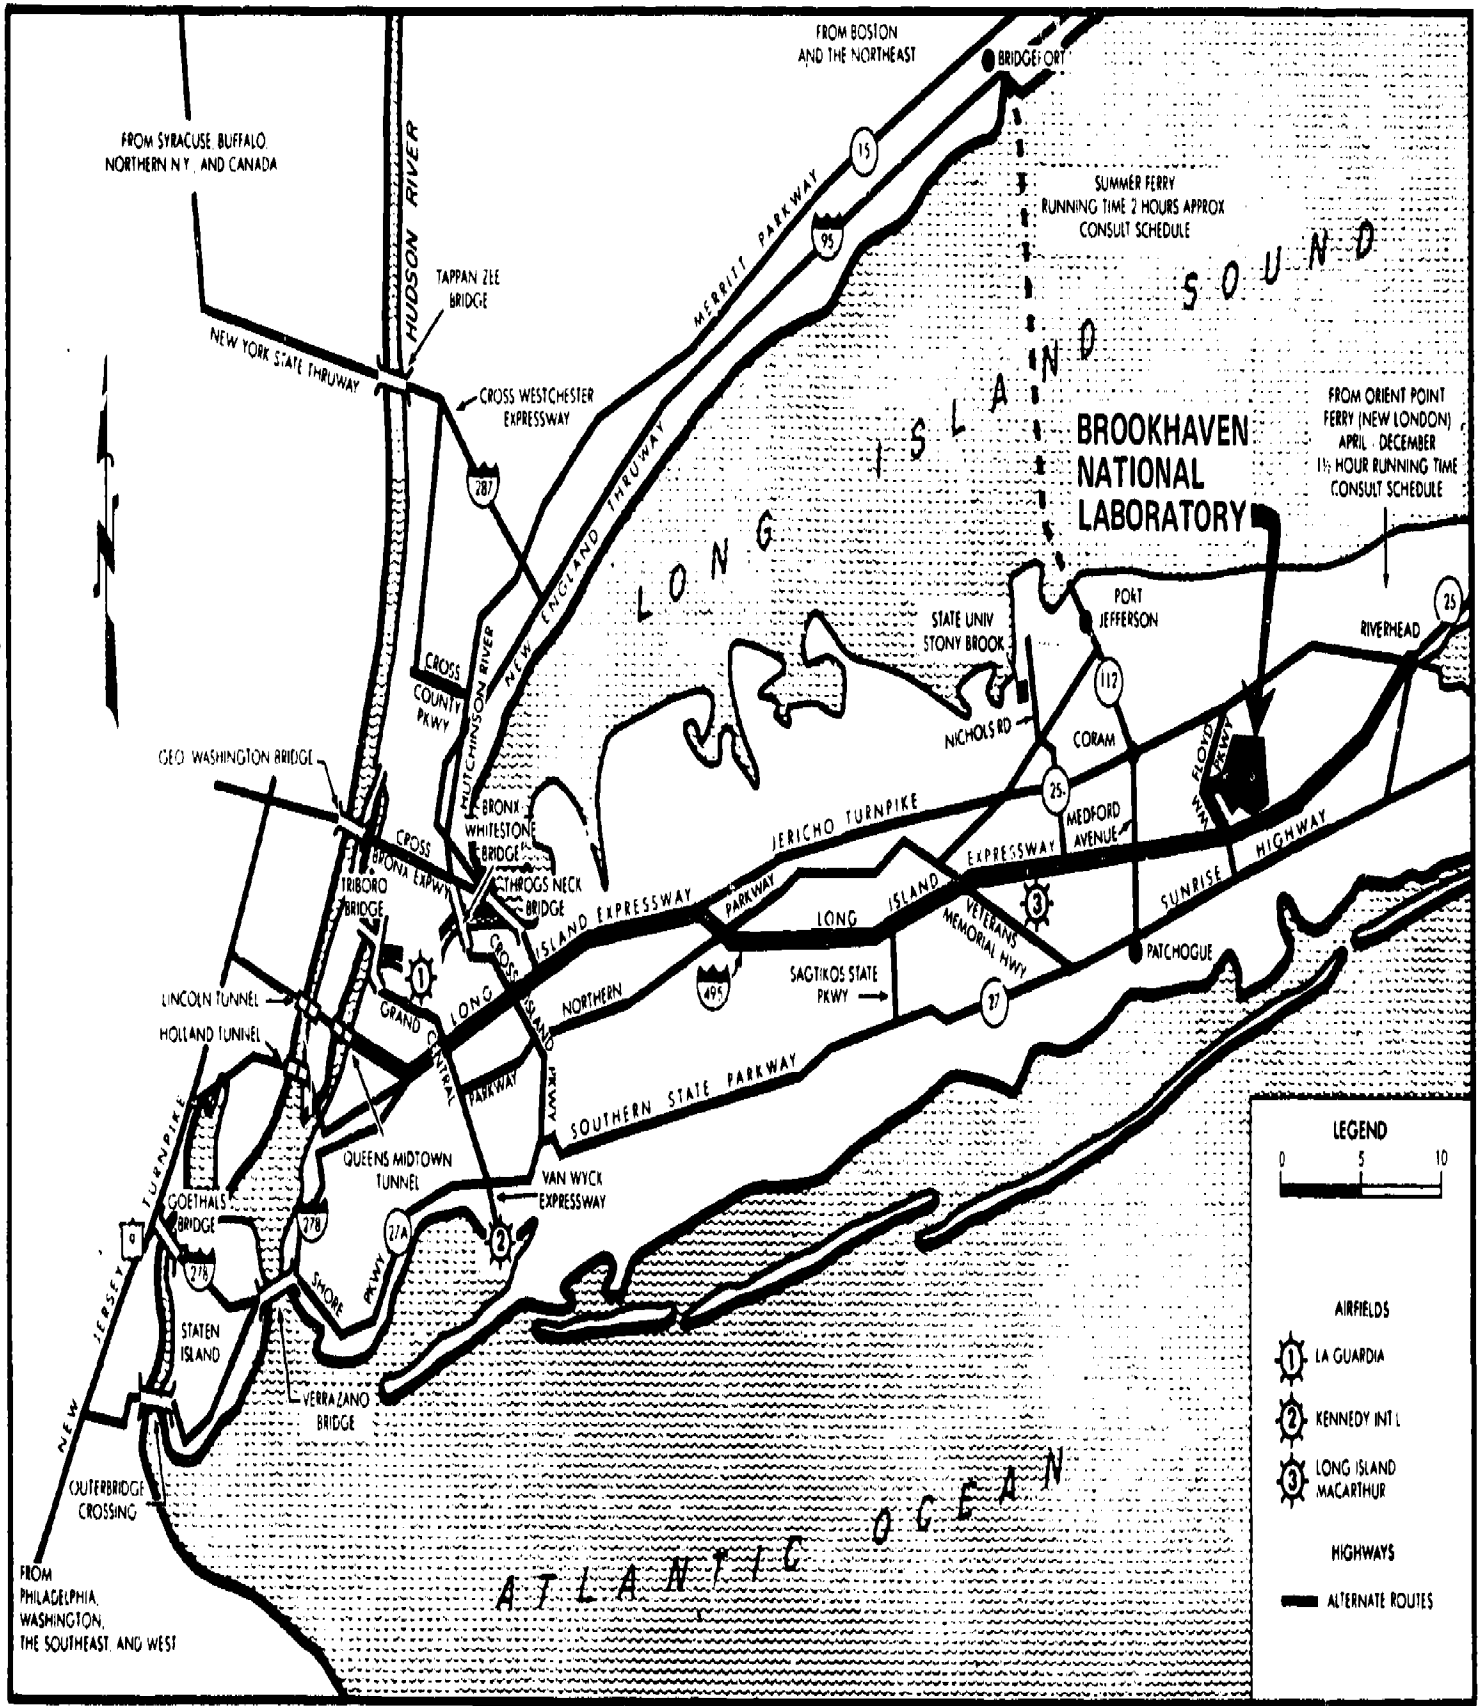 FROM BOSTON
AND THE NORTHEAST
BRIDGEPORT
FROM SYRACUSE, BUFFALO,
NORTHERN N.Y., AND CANADA
HUDSON RIVER
15
MERRITT PARKWAY
95
SUMMER FERRY
RUNNING TIME 2 HOURS APPROX
CONSULT SCHEDULE
LONG ISLAND SOUND
TAPPAN ZEE
BRIDGE
NEW YORK STATE THRUWAY
CROSS WESTCHESTER
EXPRESSWAY
287
NEW ENGLAND THRUWAY
BROOKHAVEN
NATIONAL
LABORATORY
FROM ORIENT POINT
FERRY (NEW LONDON)
APRIL - DECEMBER
1½ HOUR RUNNING TIME
CONSULT SCHEDULE
N
PORT
JEFFERSON
STATE UNIV
STONY BROOK
25
RIVERHEAD
112
CROSS
COUNTY
PKWY
HUTCHINSON RIVER
NICHOLS RD
CORAM
WM FLOYD PKWY
GEO WASHINGTON BRIDGE
BRONX
WHITESTONE
BRIDGE
CROSS
BRONX EXPWY
JERICHO TURNPIKE
25
MEDFORD
AVENUE
TRIBORO
BRIDGE
THROGS NECK
BRIDGE
LONG ISLAND EXPRESSWAY
PARKWAY
LONG ISLAND EXPRESSWAY
3
SUNRISE HIGHWAY
VETERANS
MEMORIAL HWY
PATCHOGUE
1
CROSS ISLAND PKWY
NORTHERN
PARKWAY
495
SAGTIKOS STATE
PKWY
27
LINCOLN TUNNEL
HOLLAND TUNNEL
GRAND CENTRAL
SOUTHERN STATE PARKWAY
QUEENS MIDTOWN
TUNNEL
VAN WYCK
EXPRESSWAY
NEW JERSEY TURNPIKE
GOETHALS
BRIDGE
278
27A
2
9
278
SHORE PKWY
STATEN
ISLAND
VERRAZANO
BRIDGE
OUTERBRIDGE
CROSSING
FROM
PHILADELPHIA,
WASHINGTON,
THE SOUTHEAST, AND WEST
ATLANTIC OCEAN
LEGEND
0 5 10
AIRFIELDS
1 LA GUARDIA
2 KENNEDY INT'L
3 LONG ISLAND
MACARTHUR
HIGHWAYS
ALTERNATE ROUTES